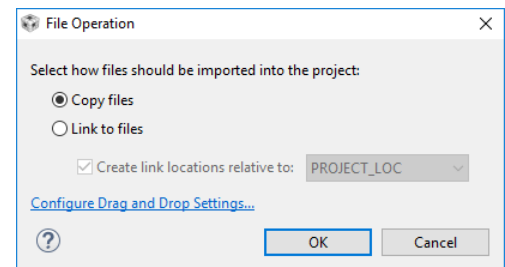 File Operation
Select how files should be imported into the project:
Copy files
Link to files
Create link locations relative to: PROJECT_LOC
Configure Drag and Drop Settings...
? OK Cancel